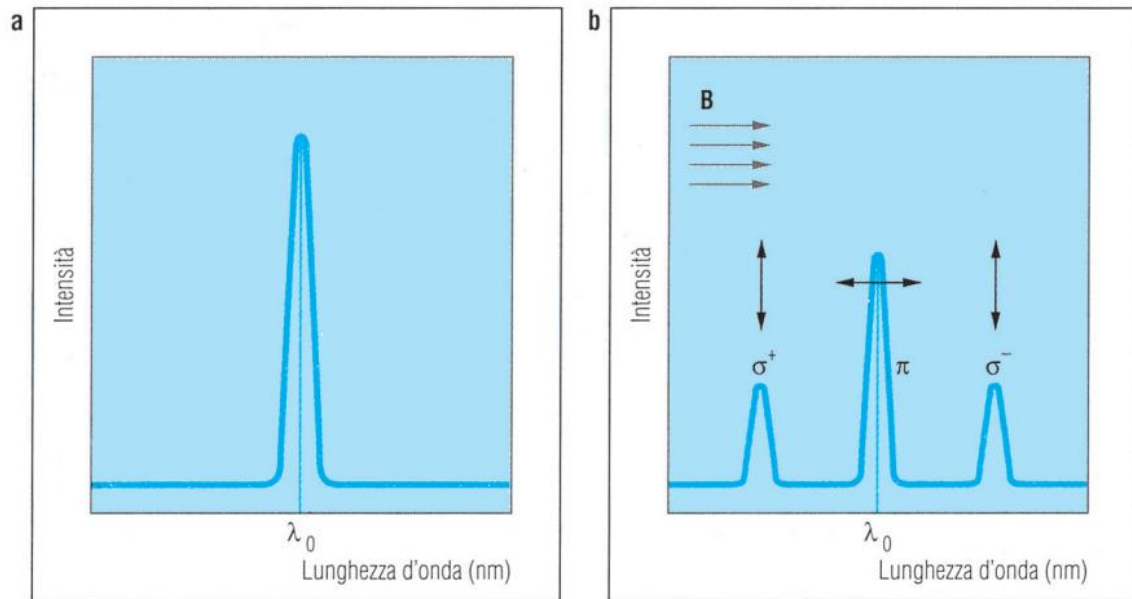 a
Intensità
λ0
Lunghezza d'onda (nm)
b
B
Intensità
σ+
π
σ−
λ0
Lunghezza d'onda (nm)